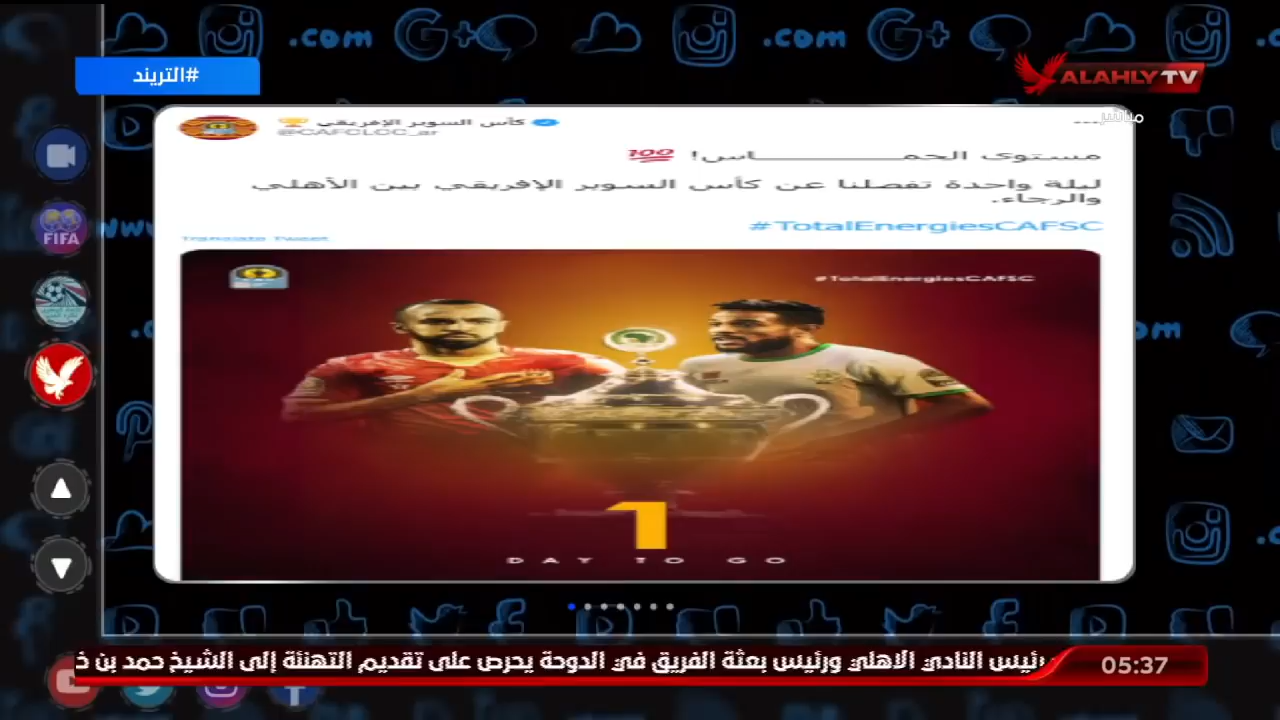 #التريند
ALAHLY TV
مباشر
كأس السوبر الإفريقي 🏆
@CAFCLCC_ar
مستوى الحمـــــــــــــاس! 💯
ليلة واحدة تفصلنا عن كأس السوبر الإفريقي بين الأهلي
والرجاء.
#TotalEnergiesCAFSC
Translate Tweet
#TotalEnergiesCAFSC
1
DAY TO GO
FIFA
رئيس النادي الاهلي ورئيس بعثة الفريق في الدوحة يحرص على تقديم التهنئة إلى الشيخ حمد بن خ
05:37
.com
G+
.com
G+